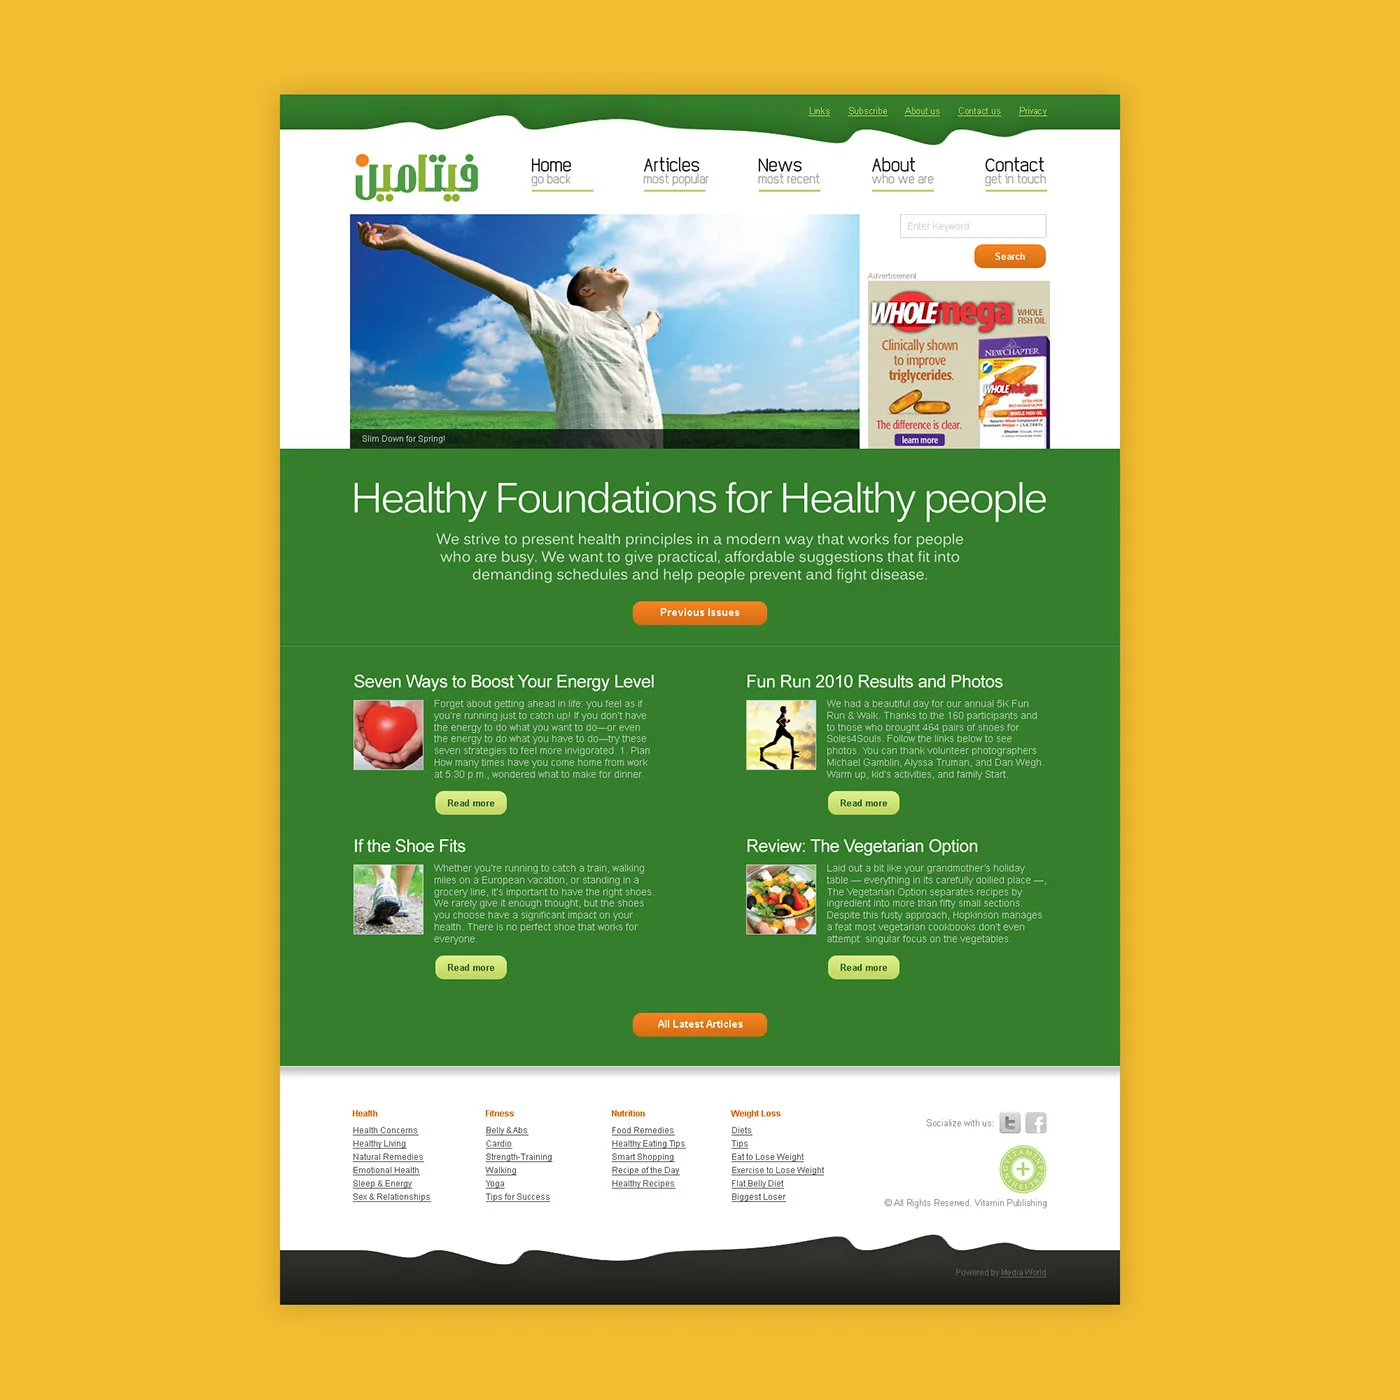 Links Subscribe About us Contact us Privacy
فيتامين
Home Articles News About Contact
go back most popular most recent who we are get in touch
Enter Keyword
Search
Advertisement
WHOLEmega WHOLE
FISH OIL
Clinically shown
to improve
triglycerides.
The difference is clear.
learn more
NEWCHAPTER
WHOLEmega
WHOLE FISH OIL
Slim Down for Spring!
Healthy Foundations for Healthy people
We strive to present health principles in a modern way that works for people
who are busy. We want to give practical, affordable suggestions that fit into
demanding schedules and help people prevent and fight disease.
Previous Issues
Seven Ways to Boost Your Energy Level
Forget about getting ahead in life: you feel as if
you're running just to catch up! If you don't have
the energy to do what you want to do—or even
the energy to do what you have to do—try these
seven strategies to feel more invigorated. 1. Plan
How many times have you come home from work
at 5:30 p.m., wondered what to make for dinner.
Read more
Fun Run 2010 Results and Photos
We had a beautiful day for our annual 5K Fun
Run & Walk. Thanks to the 160 participants and
to those who brought 464 pairs of shoes for
Soles4Souls. Follow the links below to see
photos. You can thank volunteer photographers
Michael Gamblin, Alyssa Truman, and Dan Wegh.
Warm up, kid's activities, and family Start.
Read more
If the Shoe Fits
Whether you're running to catch a train, walking
miles on a European vacation, or standing in a
grocery line, it's important to have the right shoes.
We rarely give it enough thought, but the shoes
you choose have a significant impact on your
health. There is no perfect shoe that works for
everyone.
Read more
Review: The Vegetarian Option
Laid out a bit like your grandmother's holiday
table — everything in its carefully doilied place —,
The Vegetarian Option separates recipes by
ingredient into more than fifty small sections.
Despite this fusty approach, Hopkinson manages
a feat most vegetarian cookbooks don't even
attempt: singular focus on the vegetables.
Read more
All Latest Articles
Health
Health Concerns
Healthy Living
Natural Remedies
Emotional Health
Sleep & Energy
Sex & Relationships
Fitness
Belly & Abs
Cardio
Strength-Training
Walking
Yoga
Tips for Success
Nutrition
Food Remedies
Healthy Eating Tips
Smart Shopping
Recipe of the Day
Healthy Recipes
Weight Loss
Diets
Tips
Eat to Lose Weight
Exercise to Lose Weight
Flat Belly Diet
Biggest Loser
Socialize with us:
VITAMIN PUBLISHING
© All Rights Reserved. Vitamin Publishing
Powered by Media World